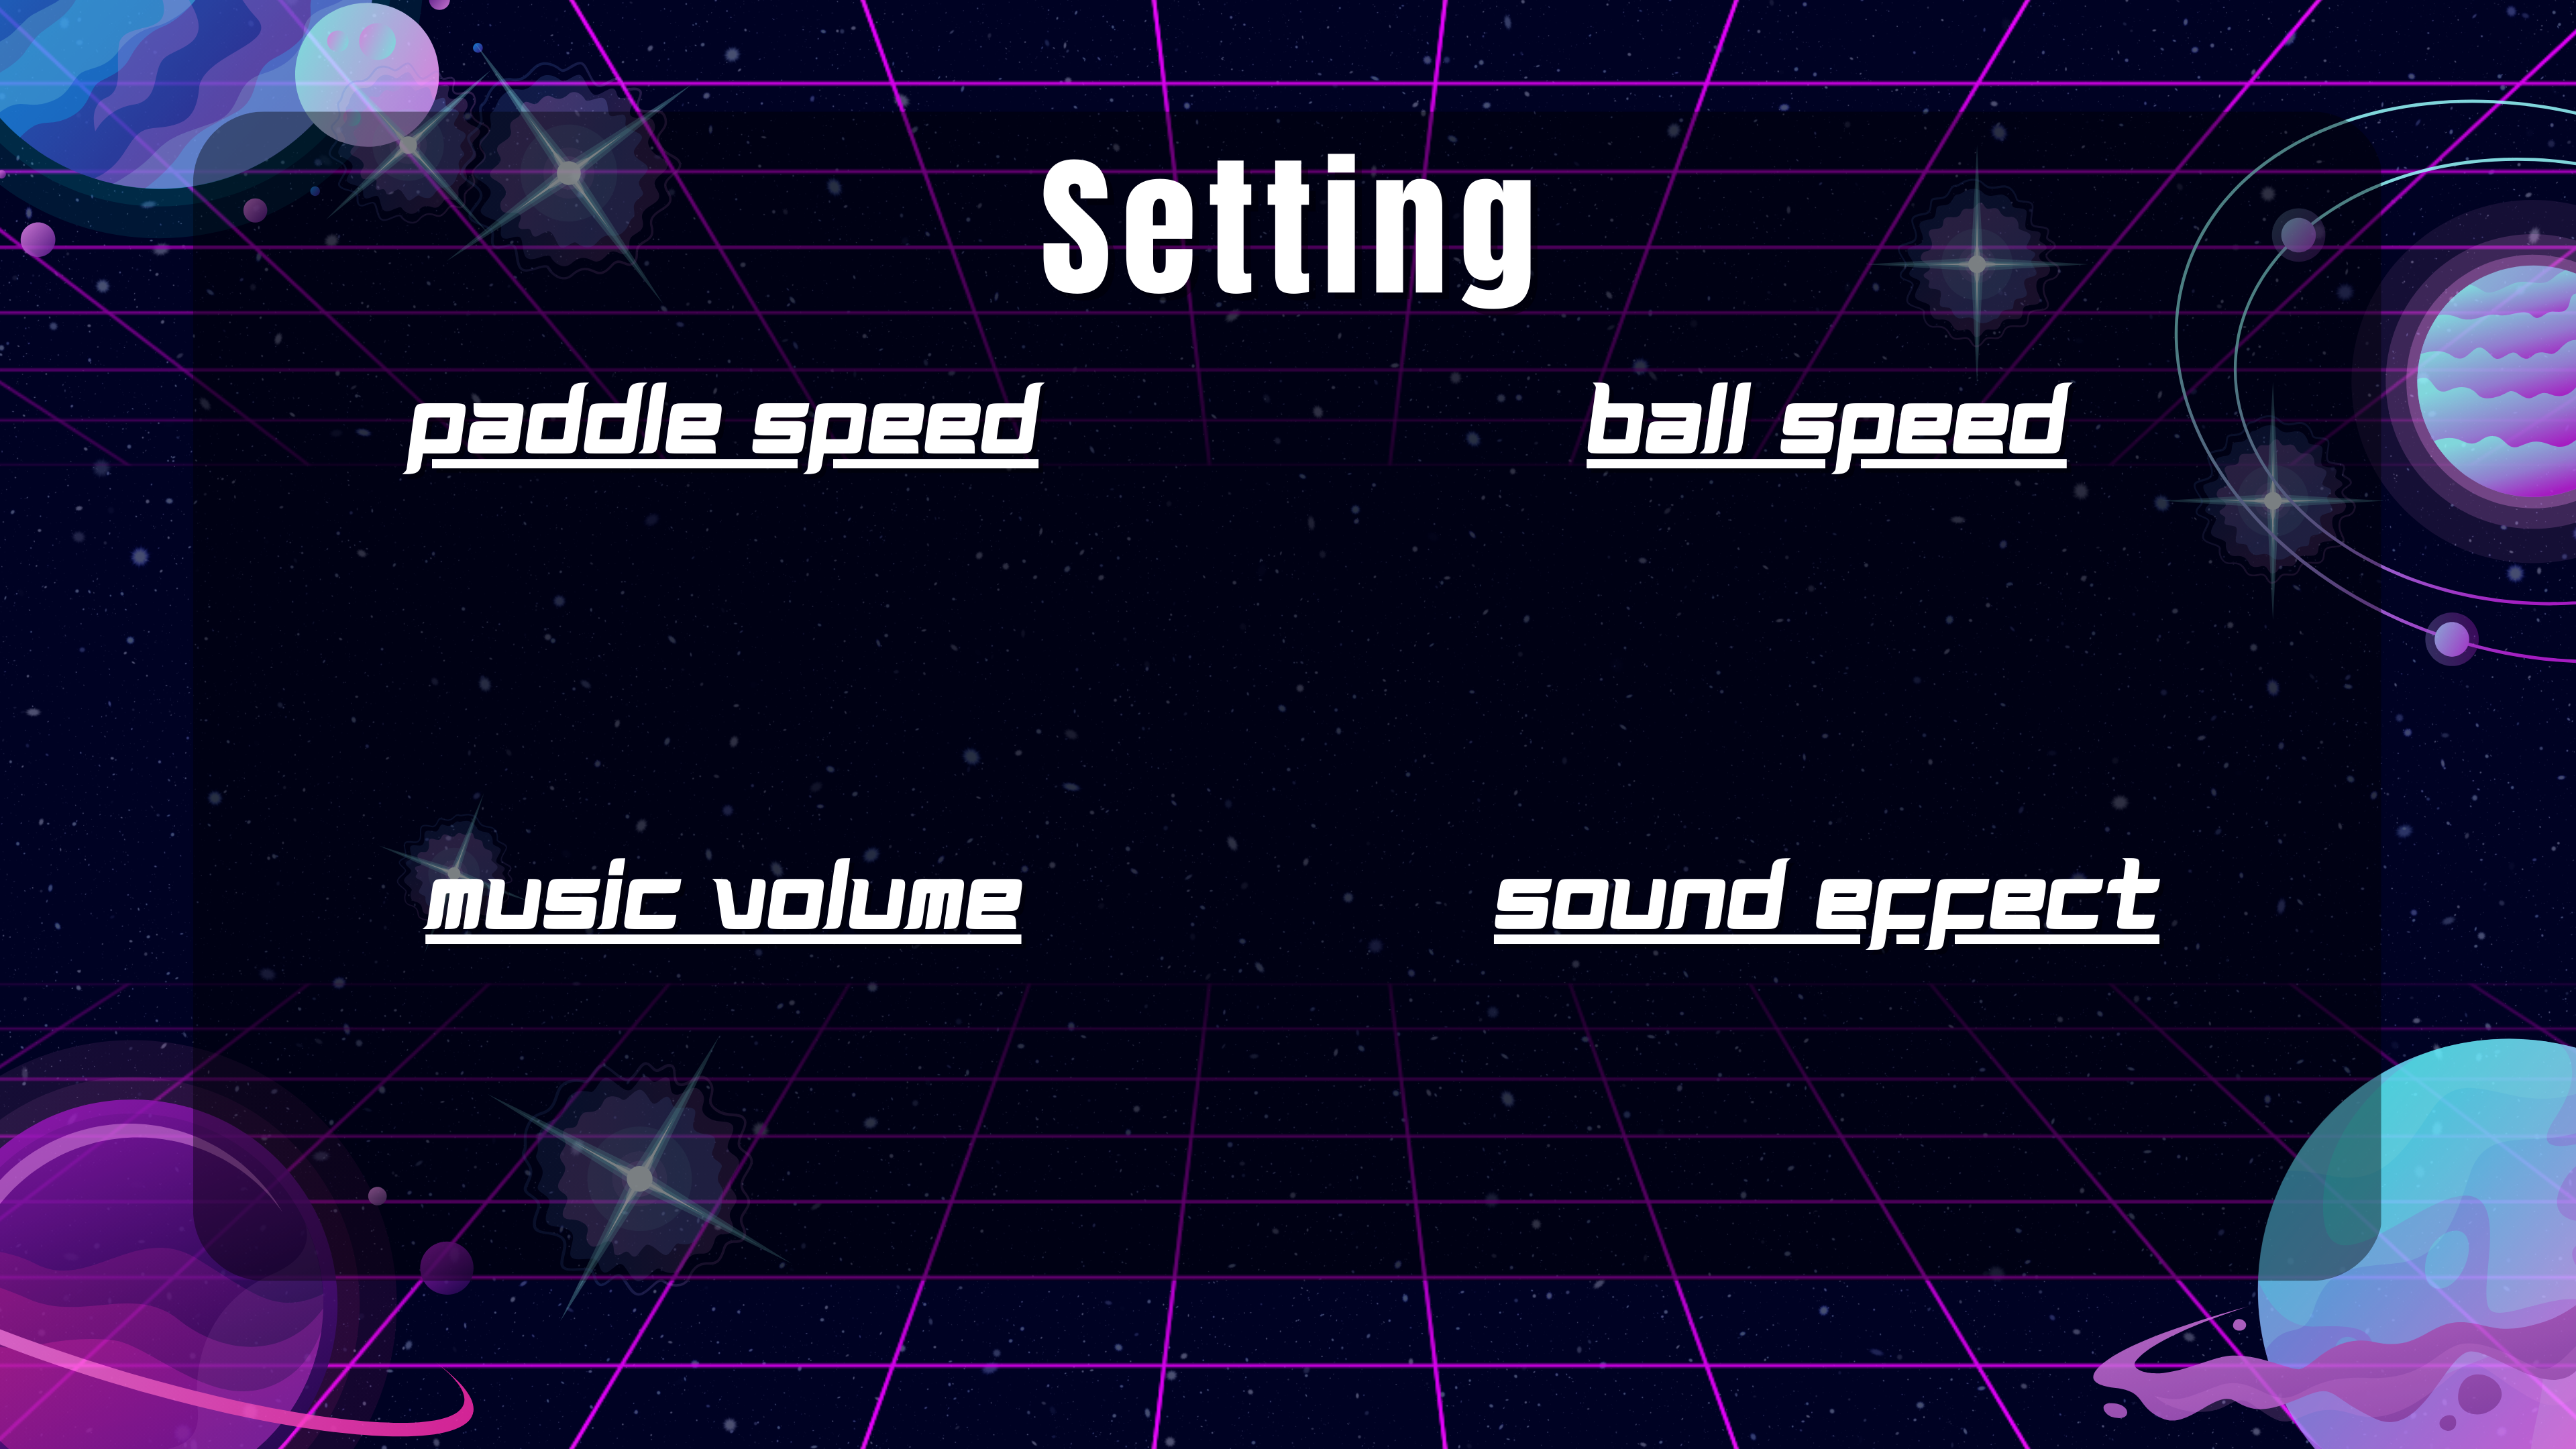 Setting
paddle speed
ball speed
music volume
sound effect